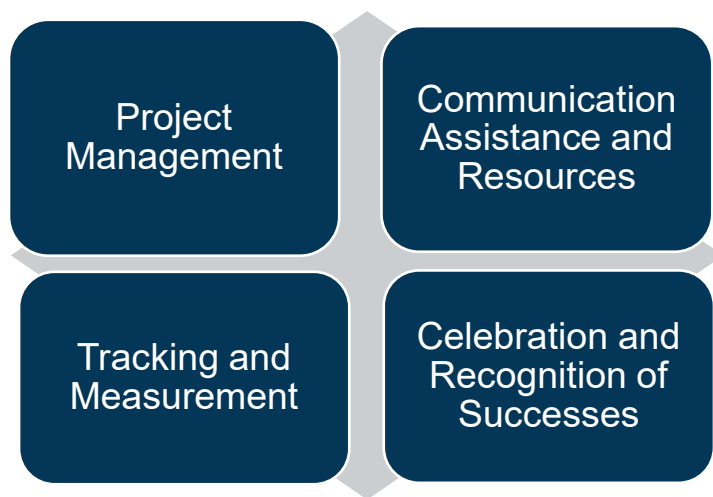 Project
Management
Communication
Assistance and
Resources
Tracking and
Measurement
Celebration and
Recognition of
Successes